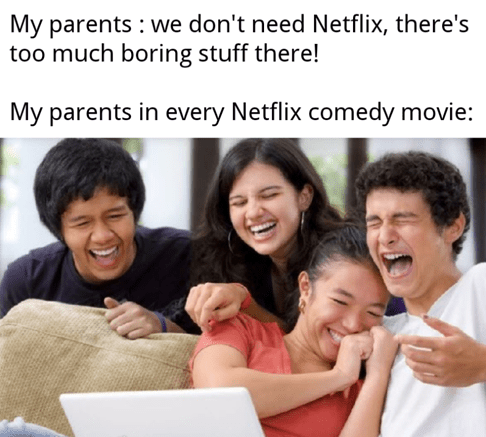 My parents : we don't need Netflix, there's
too much boring stuff there!
My parents in every Netflix comedy movie: